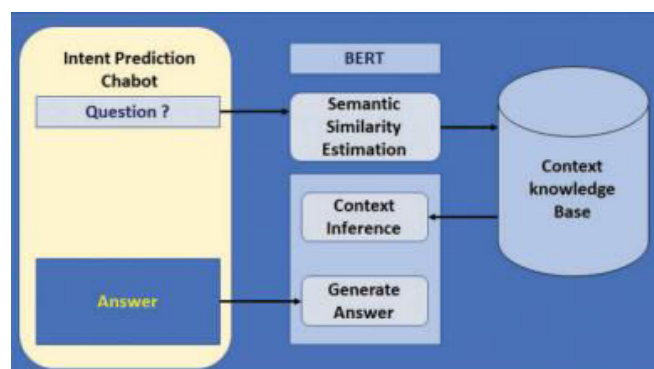 Intent Prediction
Chabot
Question ?
BERT
Semantic
Similarity
Estimation
Context
knowledge
Base
Context
Inference
Answer
Generate
Answer